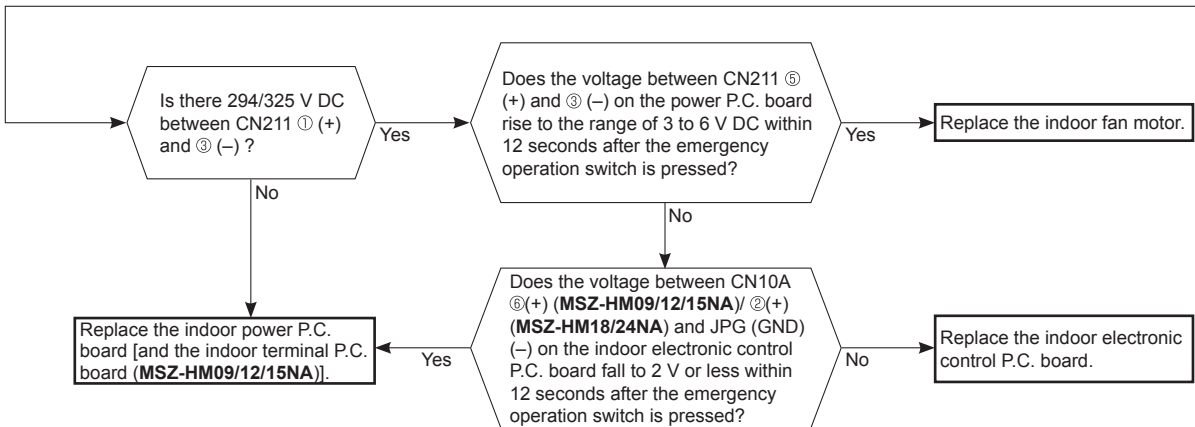 Is there 294/325 V DC
between CN211 ① (+)
and ③ (–) ?
Yes
No
Does the voltage between CN211 ⑤
(+) and ③ (–) on the power P.C. board
rise to the range of 3 to 6 V DC within
12 seconds after the emergency
operation switch is pressed?
Yes
No
Replace the indoor fan motor.
Does the voltage between CN10A
⑥(+) (MSZ-HM09/12/15NA)/ ②(+)
(MSZ-HM18/24NA) and JPG (GND)
(–) on the indoor electronic control
P.C. board fall to 2 V or less within
12 seconds after the emergency
operation switch is pressed?
Yes
No
Replace the indoor power P.C.
board [and the indoor terminal P.C.
board (MSZ-HM09/12/15NA)].
Replace the indoor electronic
control P.C. board.